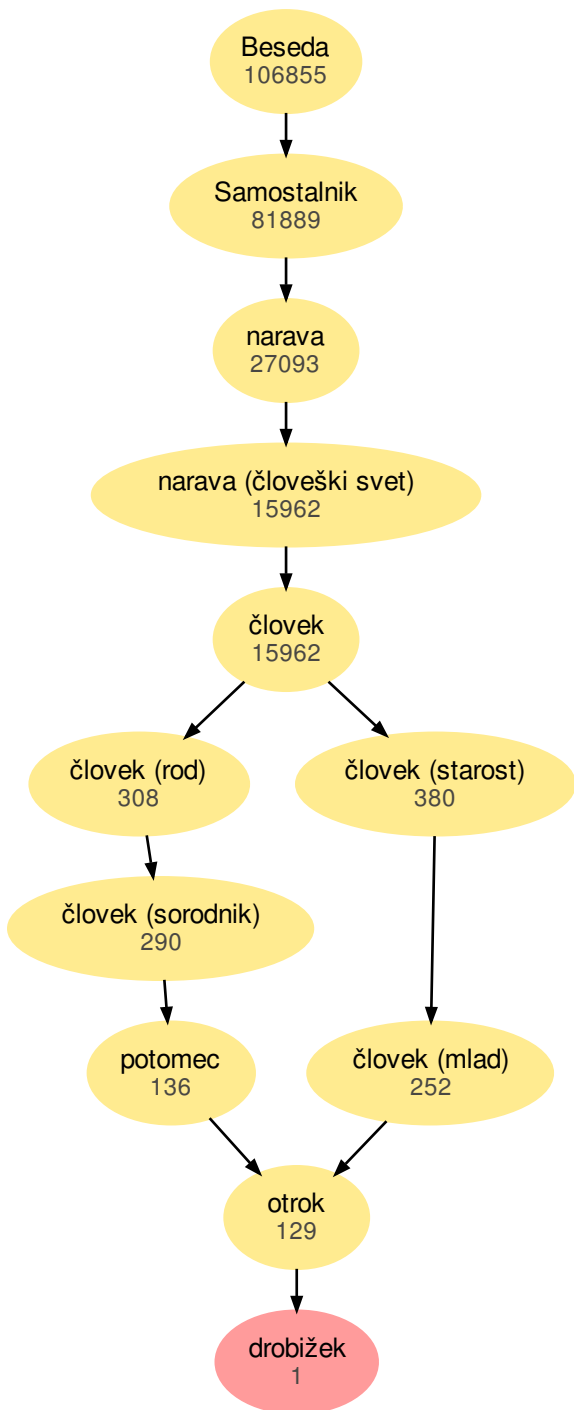 Beseda
106855
Samostalnik
81889
narava
27093
narava (človeški svet)
15962
človek
15962
človek (rod)
308
človek (starost)
380
človek (sorodnik)
290
potomec
136
človek (mlad)
252
otrok
129
drobižek
1